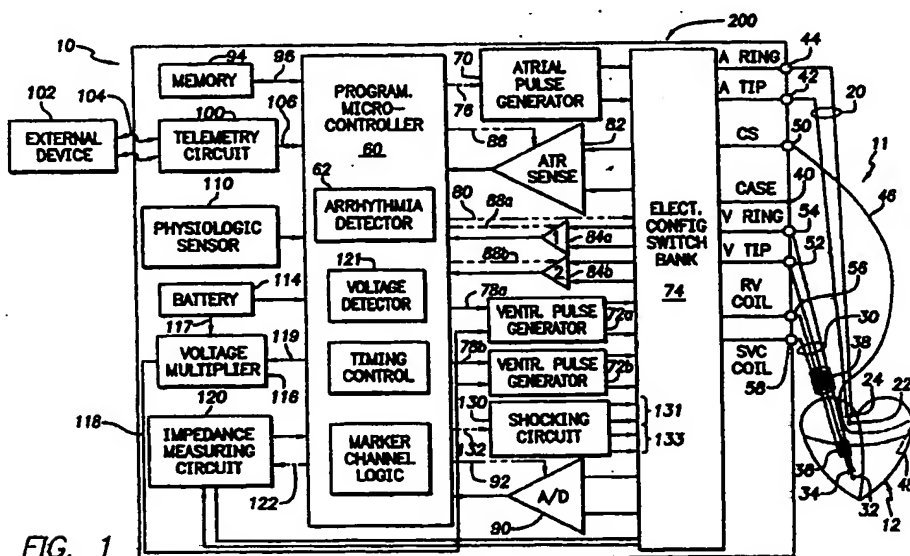 10
200
94
MEMORY
96
102
104
EXTERNAL
DEVICE
100
TELEMETRY
CIRCUIT
106
110
PHYSIOLOGIC
SENSOR
BATTERY
114
117
VOLTAGE
MULTIPLIER
119
116
118
120
IMPEDANCE
MEASURING
CIRCUIT
122
PROGRAM.
MICRO-
CONTROLLER
60
62
ARRHYTHMIA
DETECTOR
121
VOLTAGE
DETECTOR
TIMING
CONTROL
MARKER
CHANNEL
LOGIC
70
76
ATRIAL
PULSE
GENERATOR
86
82
ATR
SENSE
80
88a
1
84a
88b
2
84b
78a
VENTR. PULSE
GENERATOR
72a
78b
VENTR. PULSE
GENERATOR
72b
130
132
SHOCKING
CIRCUIT
131
133
92
A/D
90
ELECT.
CONFIG
SWITCH
BANK
74
A RING
44
A TIP
42
20
CS
50
11
CASE
40
46
V RING
54
V TIP
52
RV
COIL
56
30
38
SVC
COIL
58
24
22
36
34
32
12
FIG. 1